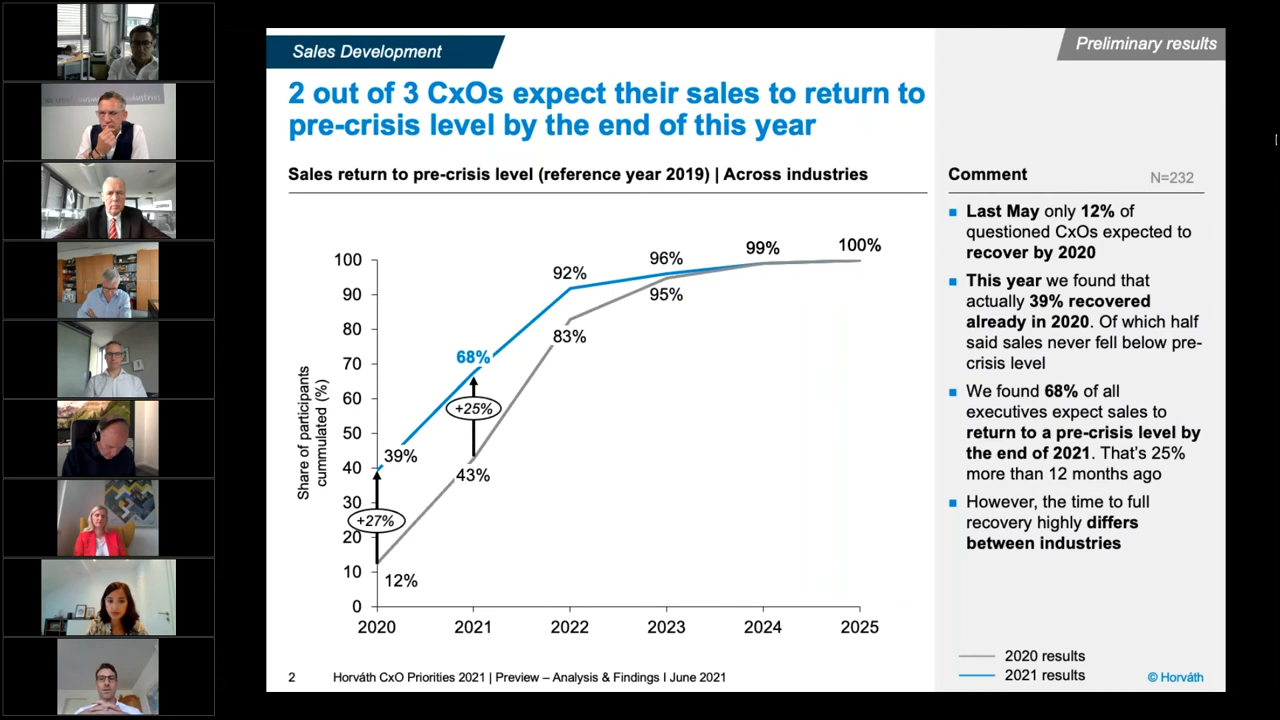 Sales Development
Preliminary results
2 out of 3 CxOs expect their sales to return to
pre-crisis level by the end of this year
Sales return to pre-crisis level (reference year 2019) | Across industries
Share of participants
cummulated (%)
100
90
80
70
60
50
40
30
20
10
0
2020
2021
2022
2023
2024
2025
39%
68%
92%
96%
99%
100%
12%
43%
83%
95%
+27%
+25%
Comment
N=232
Last May only 12% of
questioned CxOs expected to
recover by 2020
This year we found that
actually 39% recovered
already in 2020. Of which half
said sales never fell below pre-
crisis level
We found 68% of all
executives expect sales to
return to a pre-crisis level by
the end of 2021. That's 25%
more than 12 months ago
However, the time to full
recovery highly differs
between industries
2020 results
2021 results
2
Horváth CxO Priorities 2021 | Preview – Analysis & Findings I June 2021
© Horváth